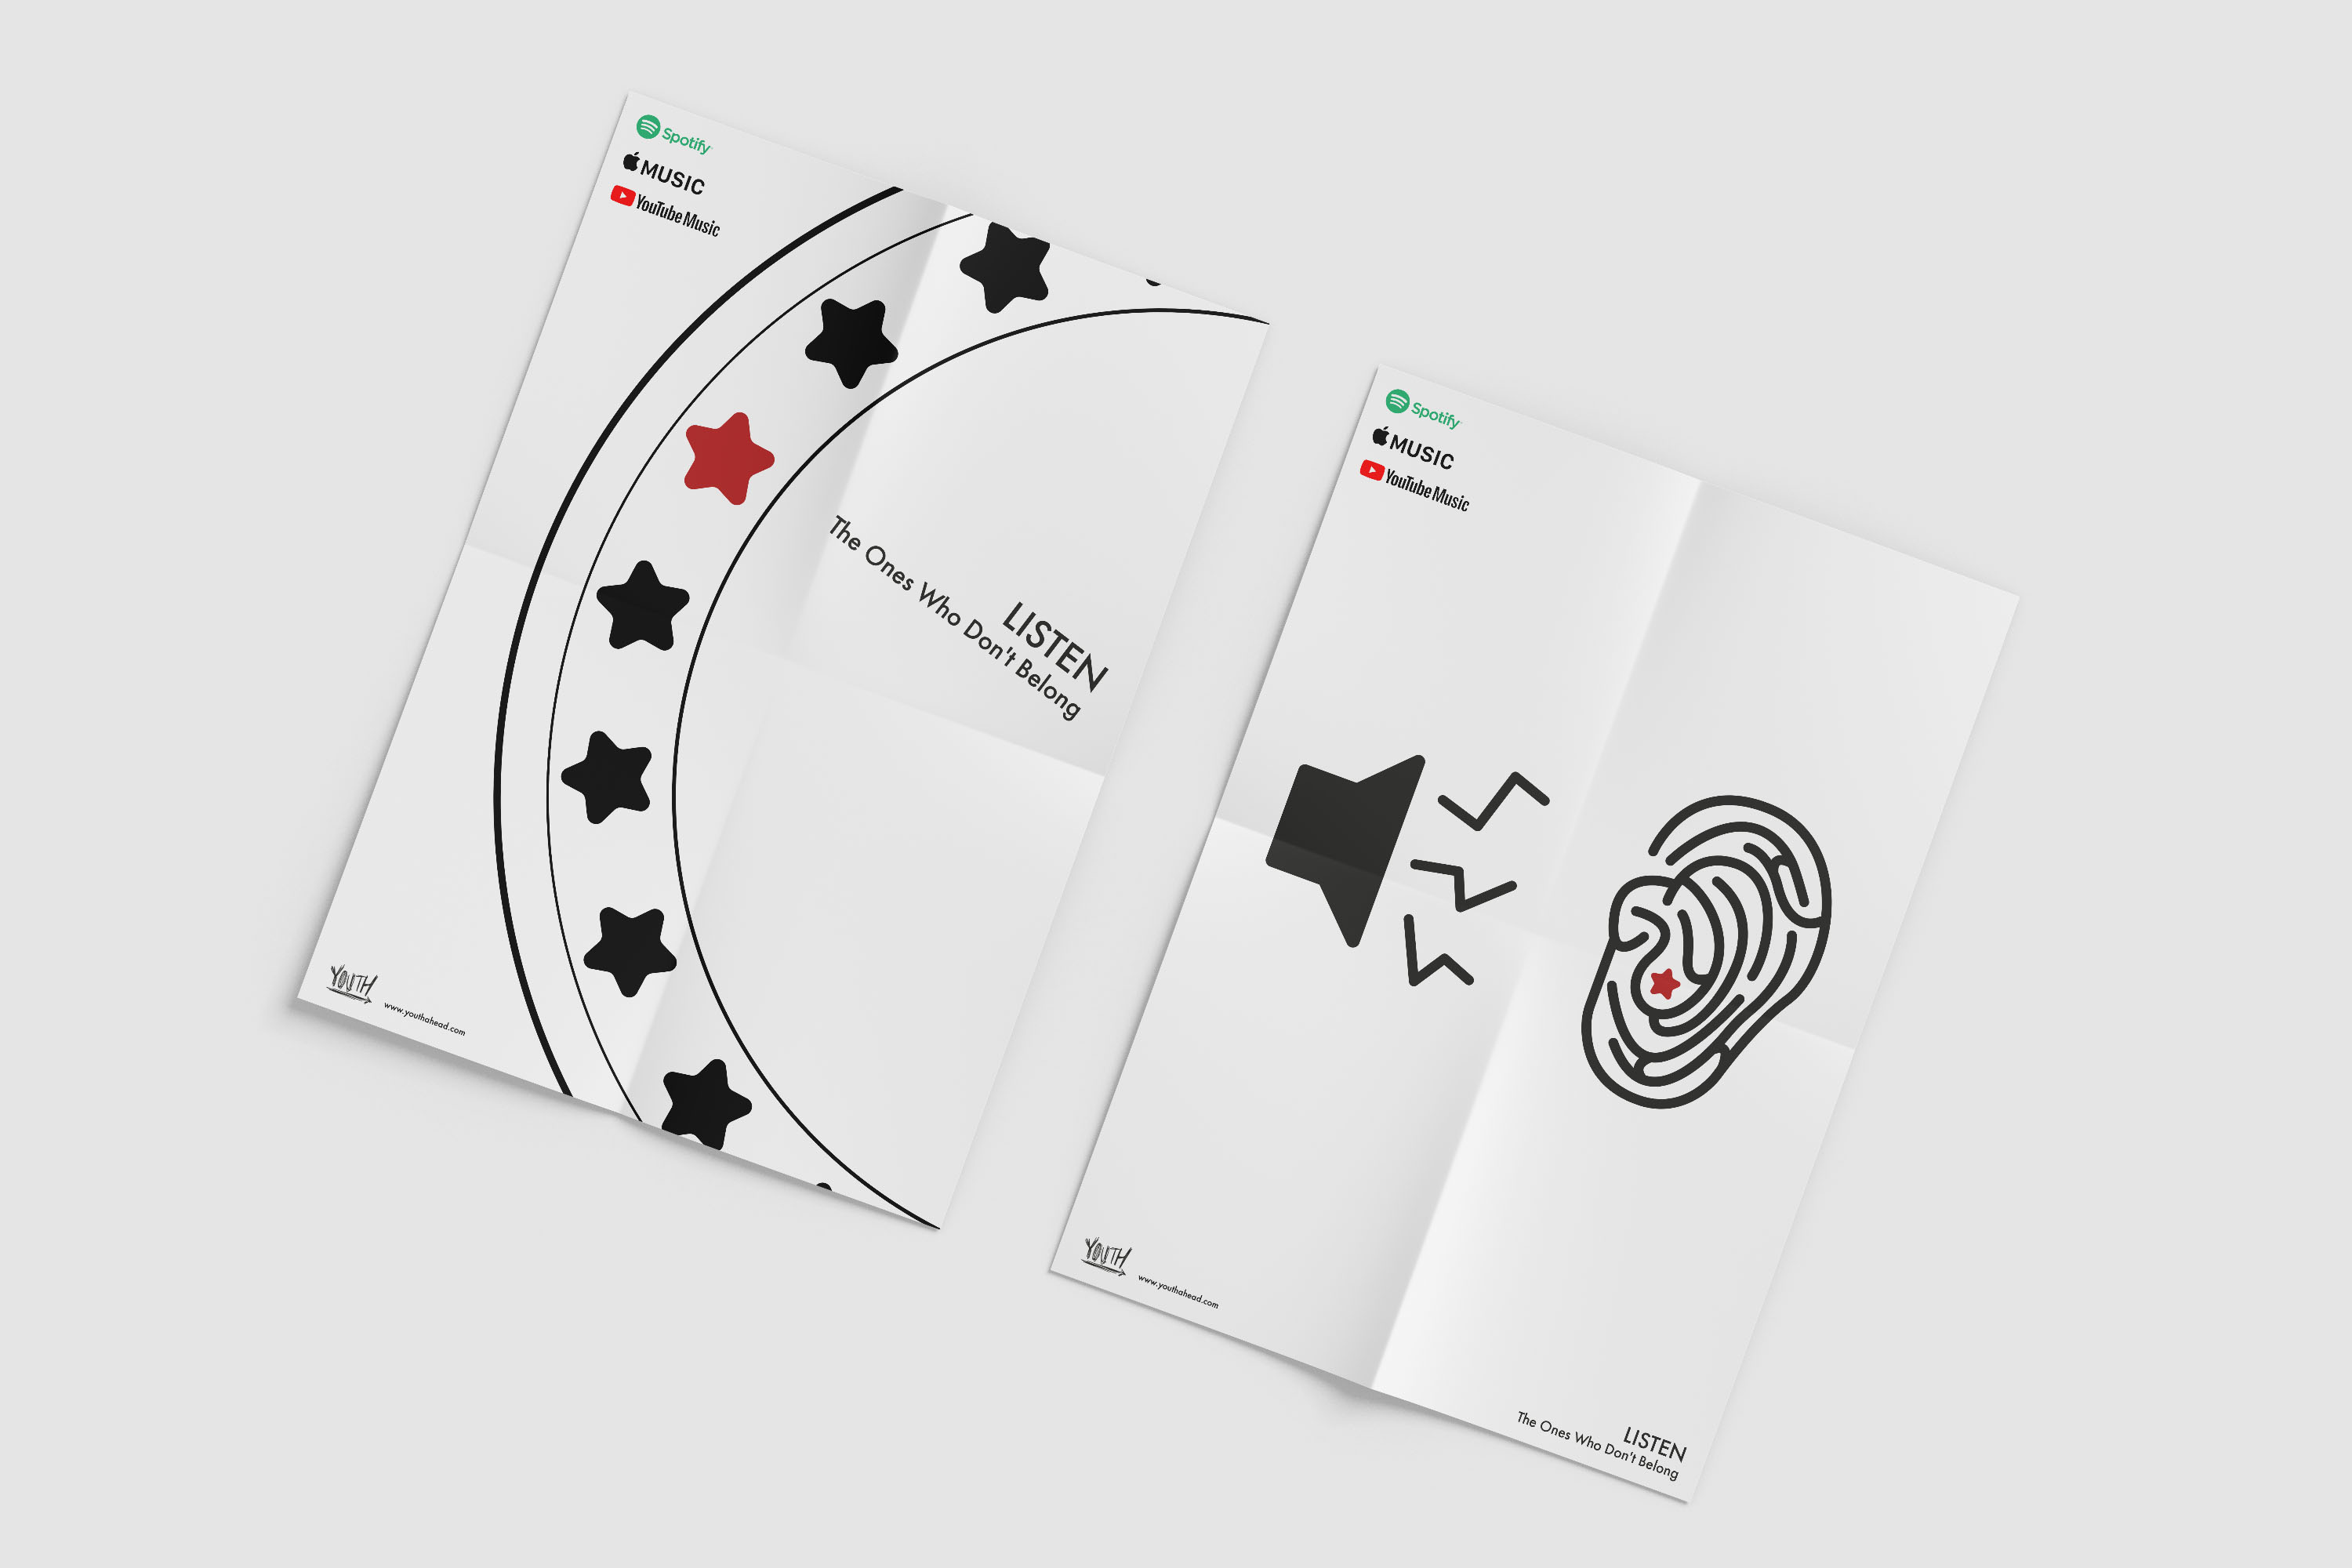 Spotify
MUSIC
YouTube Music
LISTEN
The Ones Who Don't Belong
YOUTH
www.youthahead.com
Spotify
MUSIC
YouTube Music
YOUTH
www.youthahead.com
LISTEN
The Ones Who Don't Belong